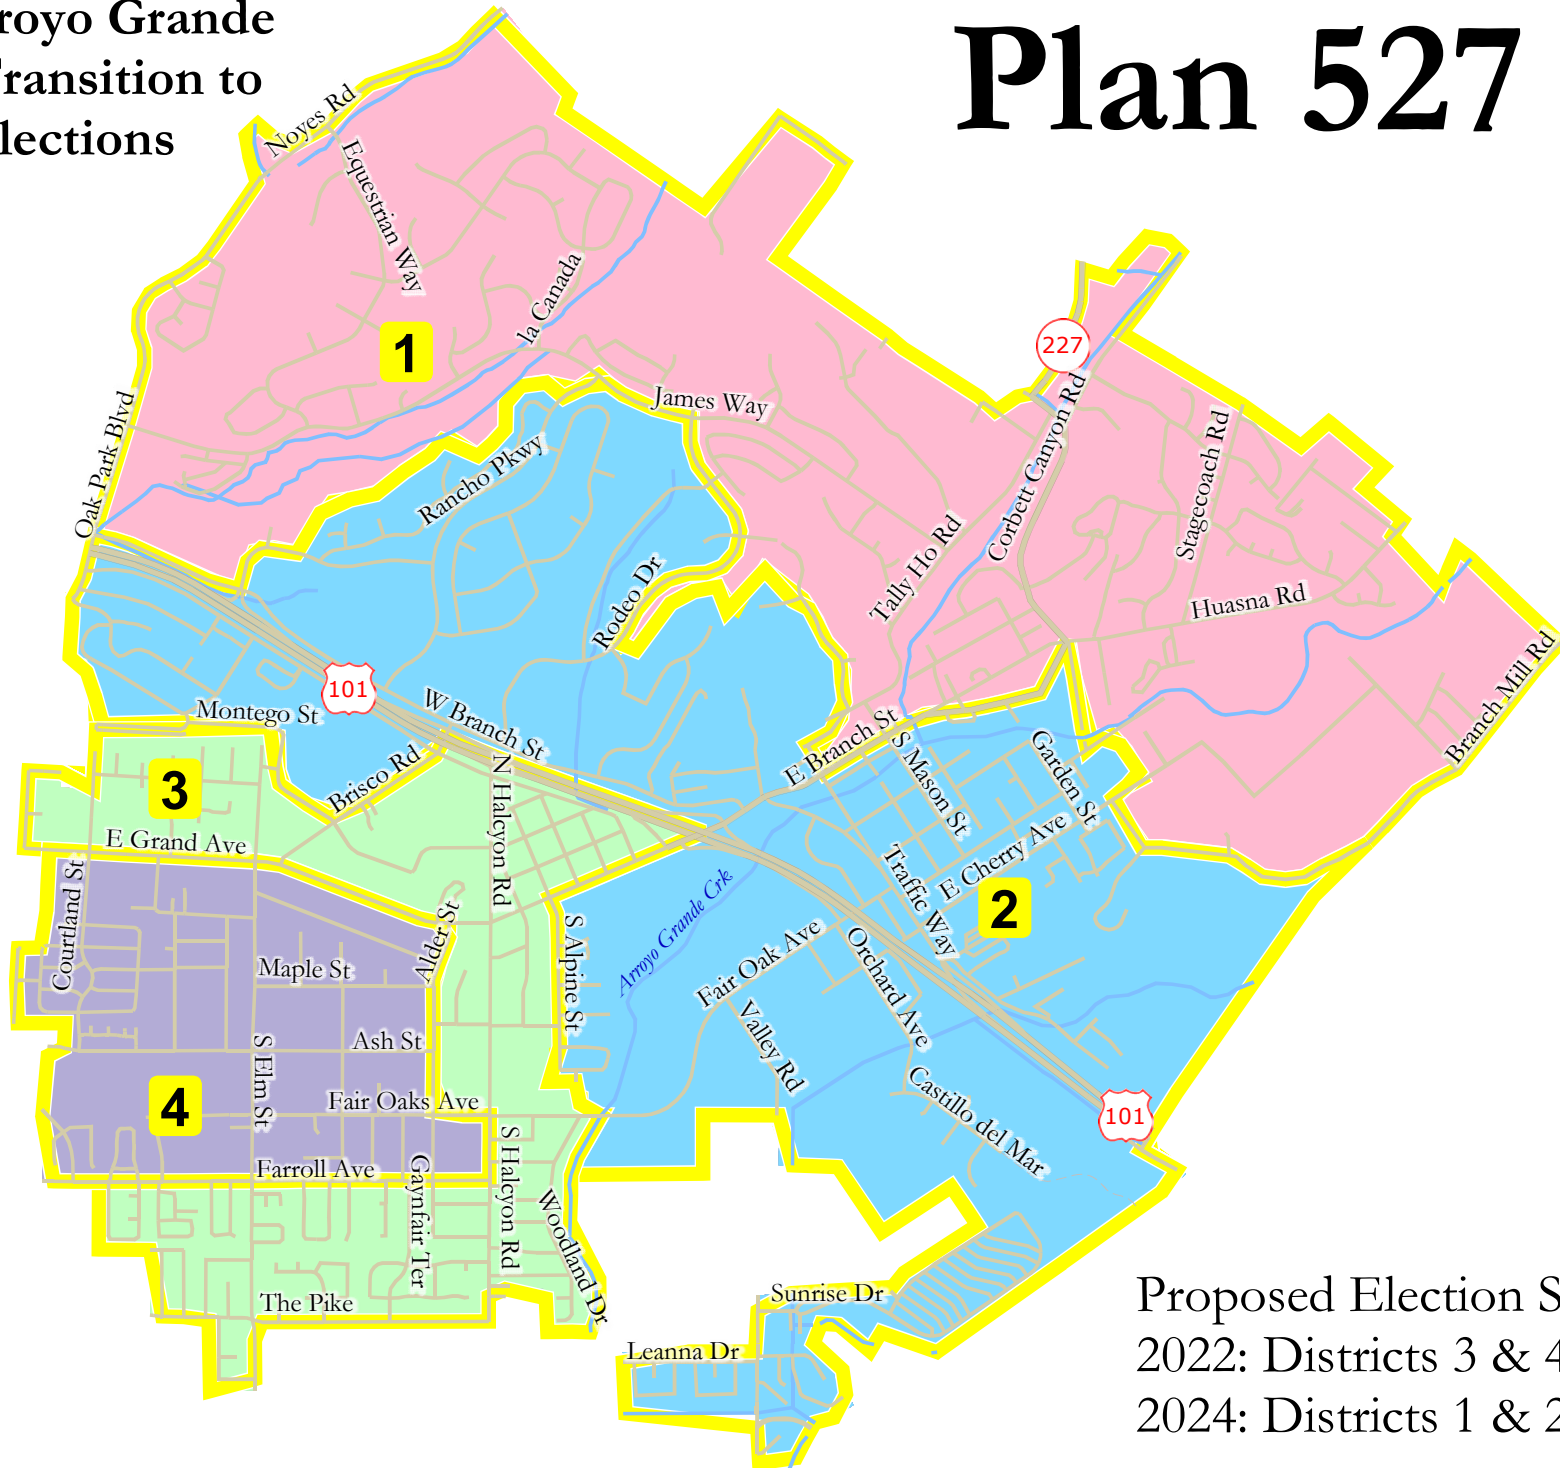 royo Grande
ransition to
lections
Plan 527
Noyes Rd
Equestrian Way
la Canada
1
227
Oak Park Blvd
James Way
Corbett Canyon Rd
Stagecoach Rd
Rancho Pkwy
Tally Ho Rd
Rodeo Dr
Huasna Rd
Branch Mill Rd
101
Montego St
W Branch St
E Branch St
S Mason St
Garden St
3
Brisco Rd
N Halcyon Rd
E Grand Ave
E Cherry Ave
Traffic Way
2
Courtland St
Alder St
S Alpine St
Arroyo Grande Crk
Fair Oak Ave
Orchard Ave
Maple St
Valley Rd
Ash St
S Elm St
4
Fair Oaks Ave
Castillo del Mar
101
Farroll Ave
Gaynfair Ter
S Halcyon Rd
Woodland Dr
The Pike
Sunrise Dr
Leanna Dr
Proposed Election S
2022: Districts 3 & 4
2024: Districts 1 & 2